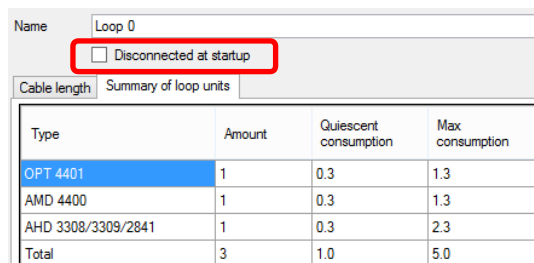 Name Loop 0
Disconnected at startup
Cable length Summary of loop units
Type Amount Quiescent consumption Max consumption
OPT 4401 1 0.3 1.3
AMD 4400 1 0.3 1.3
AHD 3308/3309/2841 1 0.3 2.3
Total 3 1.0 5.0